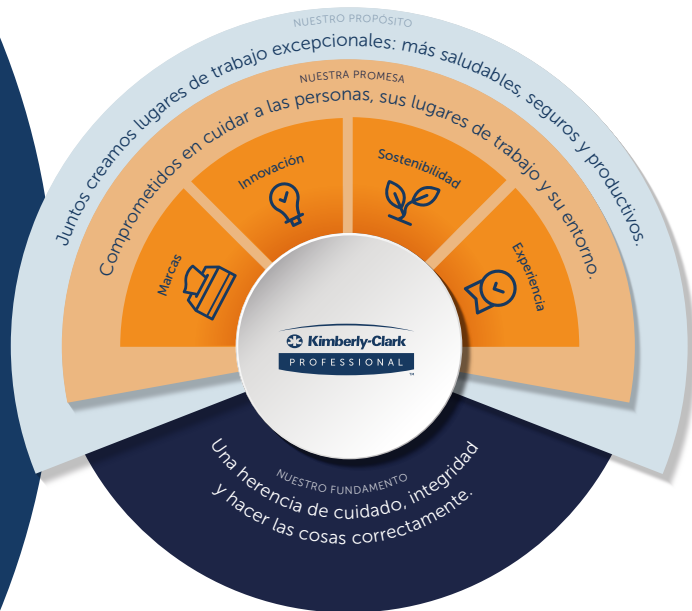 NUESTRO PROPÓSITO
Juntos creamos lugares de trabajo excepcionales: más saludables, seguros y productivos.
NUESTRA PROMESA
Comprometidos en cuidar a las personas, sus lugares de trabajo y su entorno.
Marcas
Innovación
Sostenibilidad
Experiencia
Kimberly-Clark
PROFESSIONAL
™
NUESTRO FUNDAMENTO
Una herencia de cuidado, integridad
y hacer las cosas correctamente.